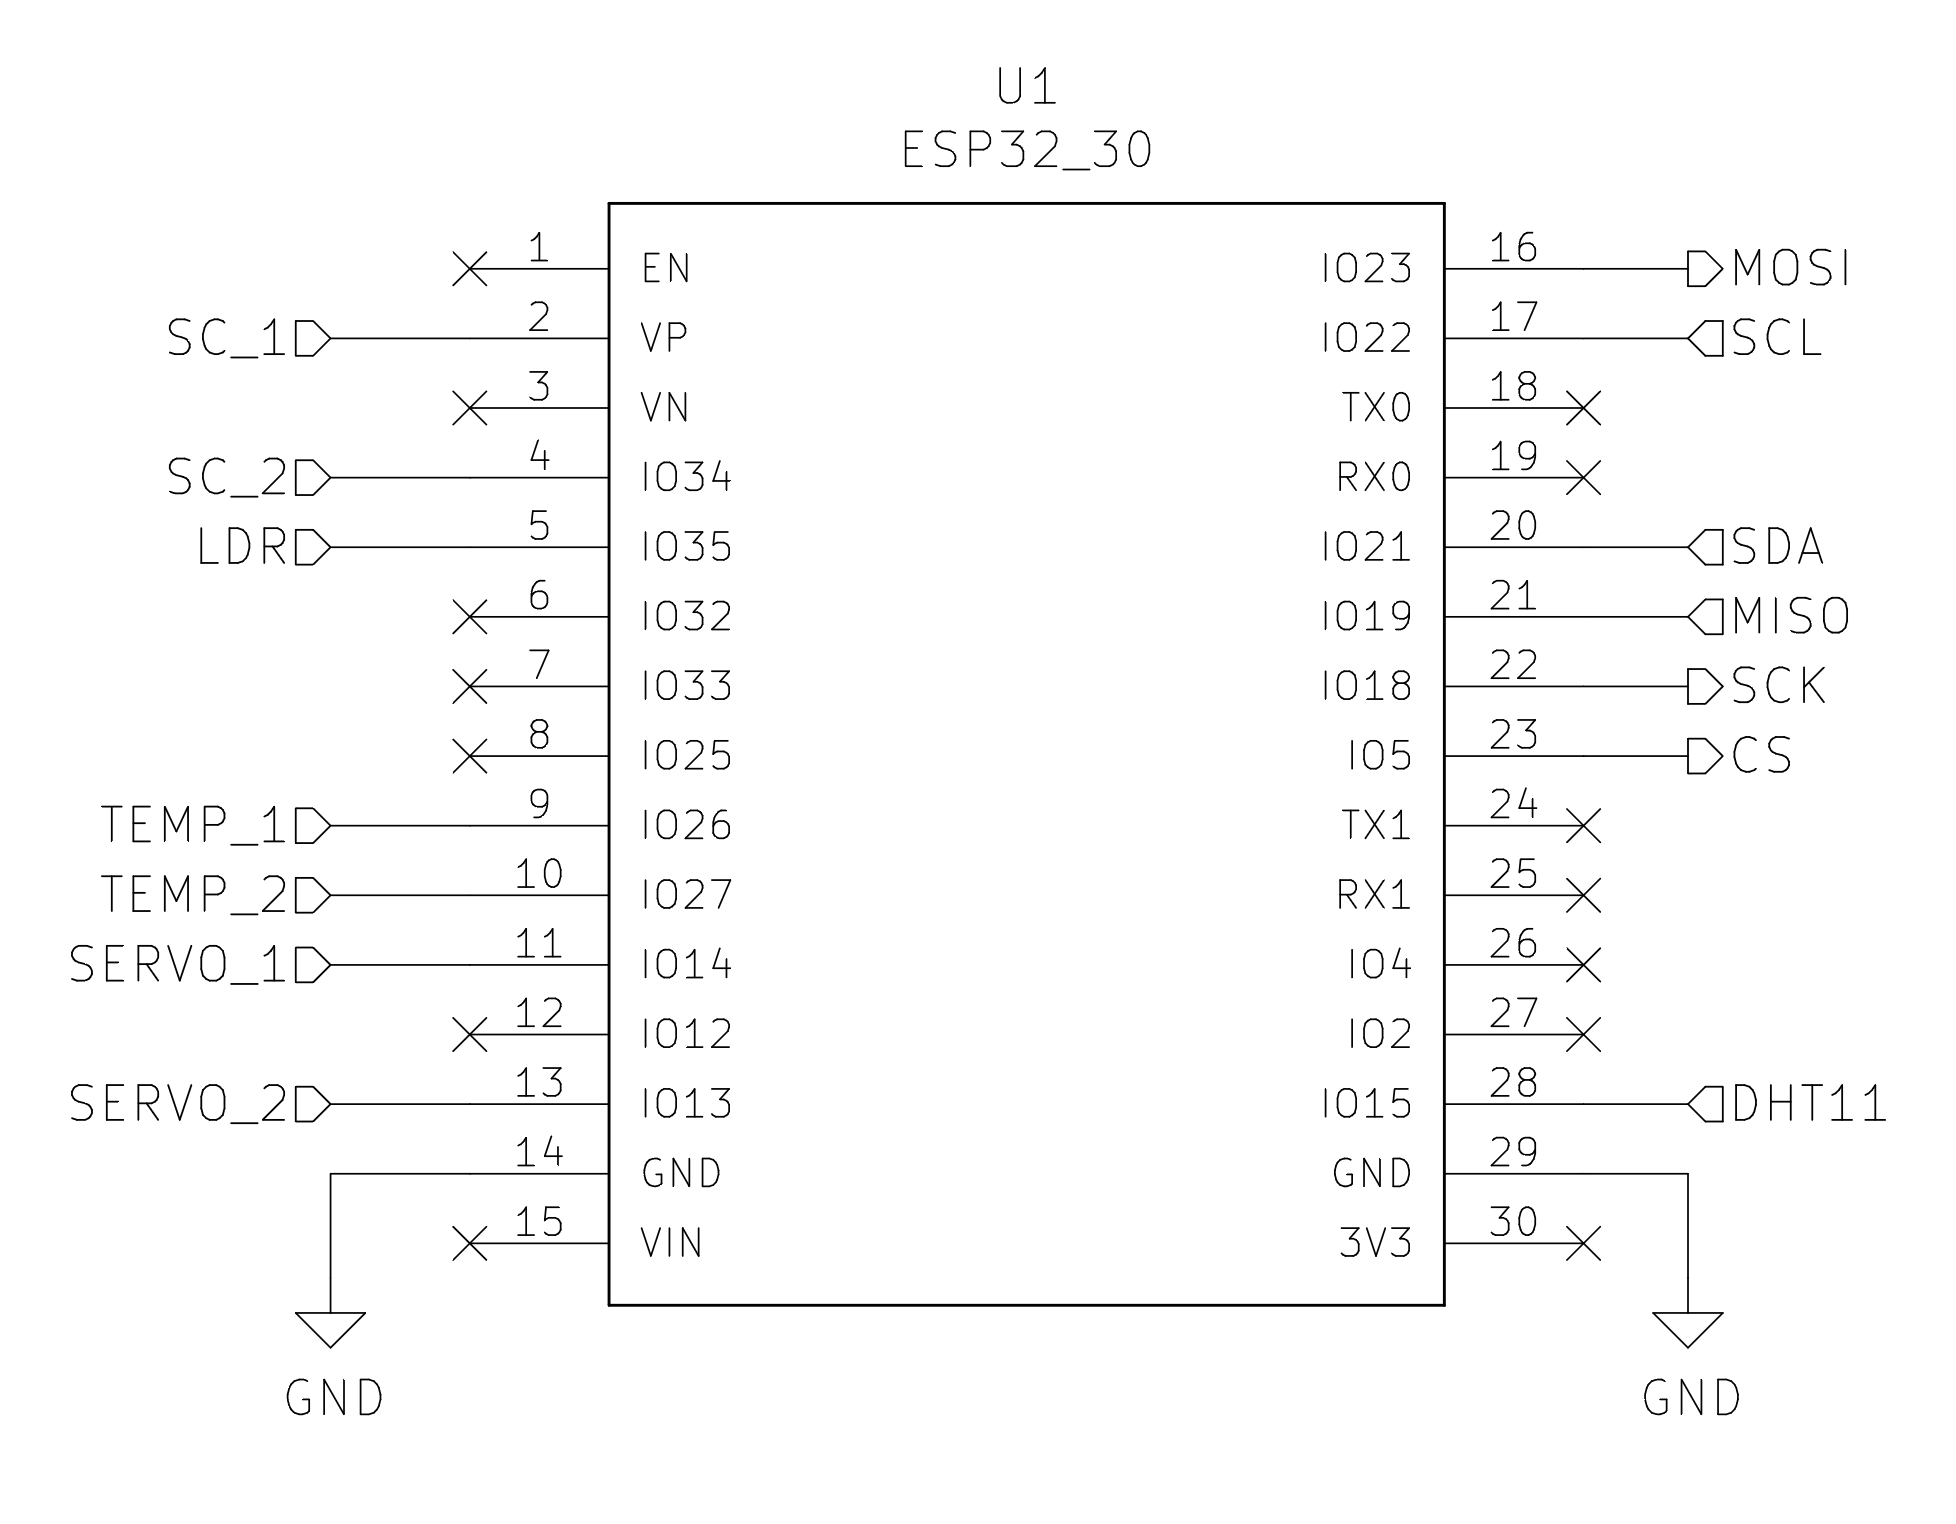 U1
ESP32_30
1 EN IO23 16 MOSI
SC_1 2 VP IO22 17 SCL
3 VN TX0 18
SC_2 4 IO34 RX0 19
LDR 5 IO35 IO21 20 SDA
6 IO32 IO19 21 MISO
7 IO33 IO18 22 SCK
8 IO25 IO5 23 CS
TEMP_1 9 IO26 TX1 24
TEMP_2 10 IO27 RX1 25
SERVO_1 11 IO14 IO4 26
12 IO12 IO2 27
SERVO_2 13 IO13 IO15 28 DHT11
14 GND GND 29
15 VIN 3V3 30
GND GND